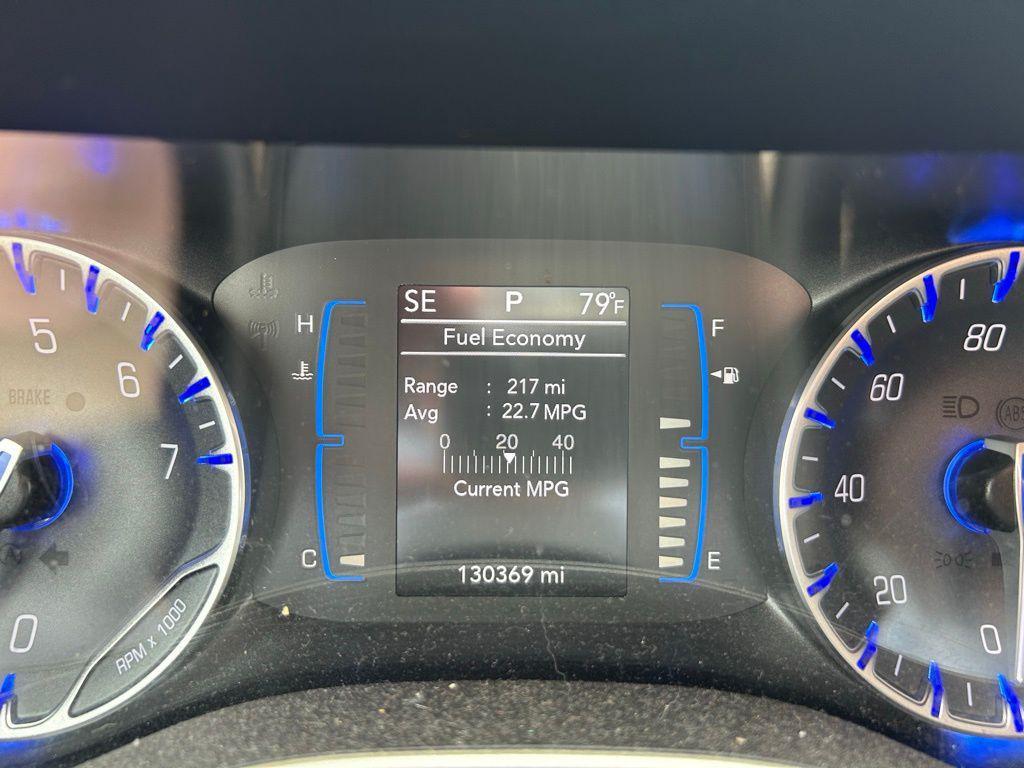 SE P 79°F
Fuel Economy
Range : 217 mi
Avg : 22.7 MPG
0 20 40
Current MPG
130369 mi
H
C
F
E
5
6
7
0
BRAKE
RPM x 1000
80
60
40
20
0
ABS